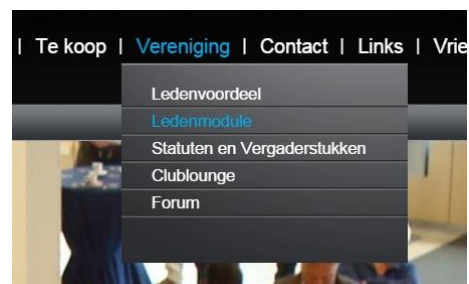 | Te koop | Vereniging | Contact | Links | Vrie
Ledenvoordeel
Ledenmodule
Statuten en Vergaderstukken
Clublounge
Forum